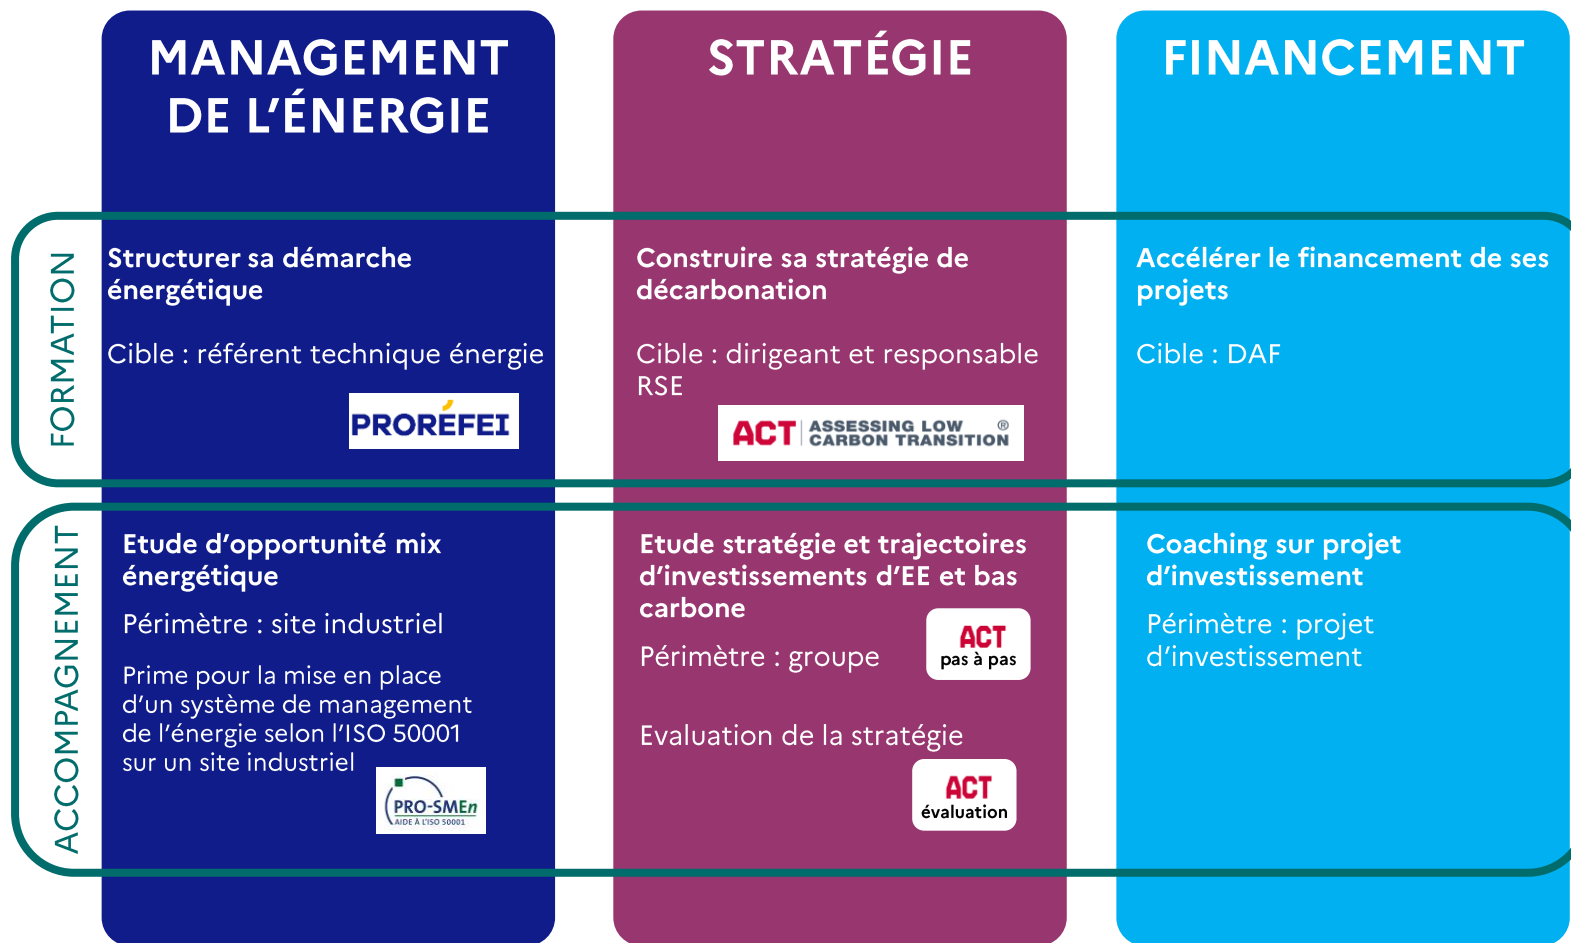 MANAGEMENT
DE L’ÉNERGIE
STRATÉGIE
FINANCEMENT
FORMATION
Structurer sa démarche
énergétique
Cible : référent technique énergie
PRORÉFEI
Construire sa stratégie de
décarbonation
Cible : dirigeant et responsable
RSE
ACT ASSESSING LOW
CARBON TRANSITION ®
Accélérer le financement de ses
projets
Cible : DAF
ACCOMPAGNEMENT
Etude d’opportunité mix
énergétique
Périmètre : site industriel
Prime pour la mise en place
d’un système de management
de l’énergie selon l’ISO 50001
sur un site industriel
PRO-SMEn
AIDE À L’ISO 50001
Etude stratégie et trajectoires
d’investissements d’EE et bas
carbone
Périmètre : groupe
ACT
pas à pas
Evaluation de la stratégie
ACT
évaluation
Coaching sur projet
d’investissement
Périmètre : projet
d’investissement